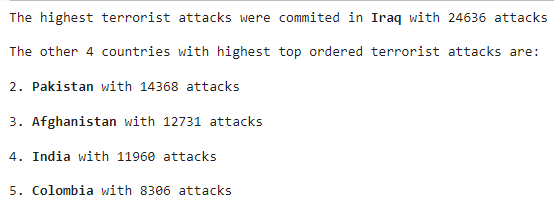 The highest terrorist attacks were commited in Iraq with 24636 attacks
The other 4 countries with highest top ordered terrorist attacks are:
2. Pakistan with 14368 attacks
3. Afghanistan with 12731 attacks
4. India with 11960 attacks
5. Colombia with 8306 attacks